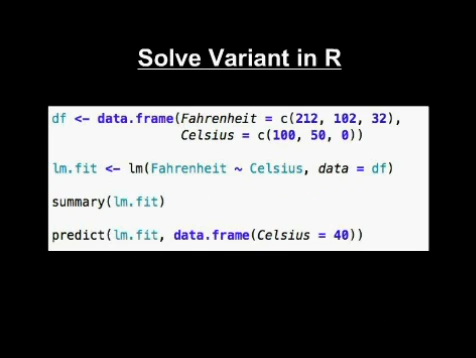 Solve Variant in R
df <- data.frame(Fahrenheit = c(212, 102, 32),
Celsius = c(100, 50, 0))
lm.fit <- lm(Fahrenheit ~ Celsius, data = df)
summary(lm.fit)
predict(lm.fit, data.frame(Celsius = 40))